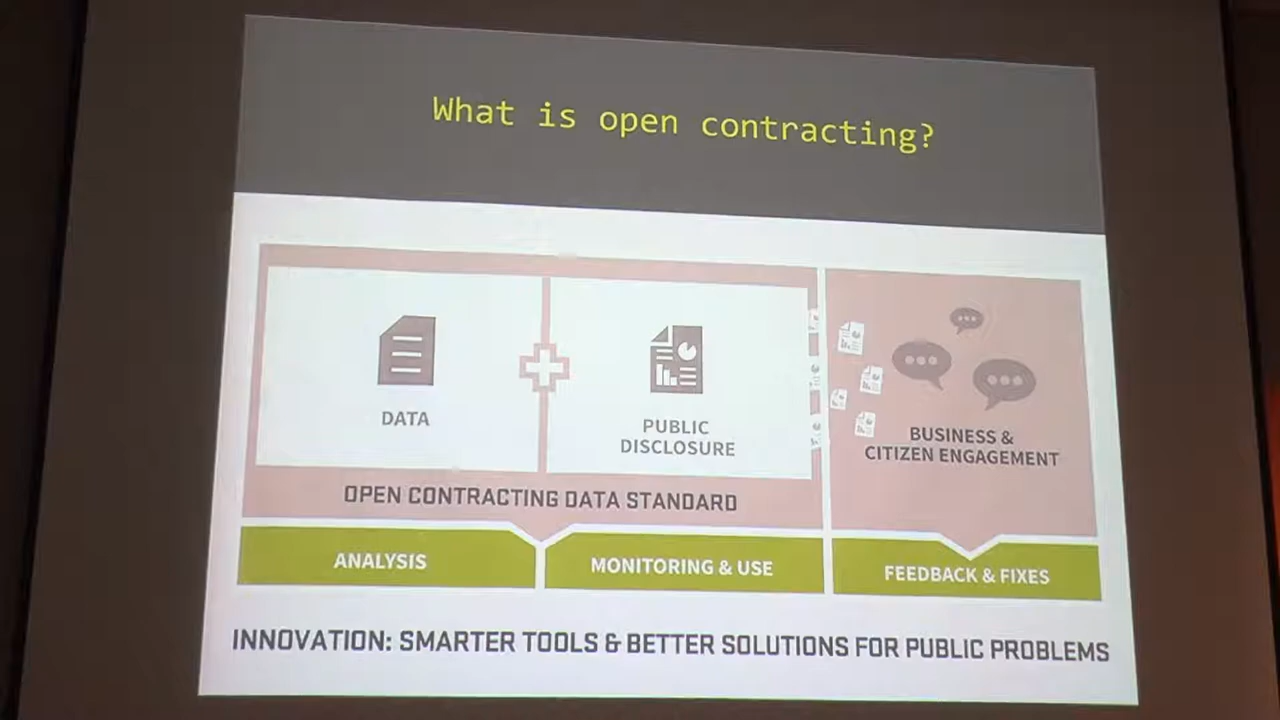 What is open contracting?
DATA
PUBLIC
DISCLOSURE
BUSINESS &
CITIZEN ENGAGEMENT
OPEN CONTRACTING DATA STANDARD
ANALYSIS
MONITORING & USE
FEEDBACK & FIXES
INNOVATION: SMARTER TOOLS & BETTER SOLUTIONS FOR PUBLIC PROBLEMS